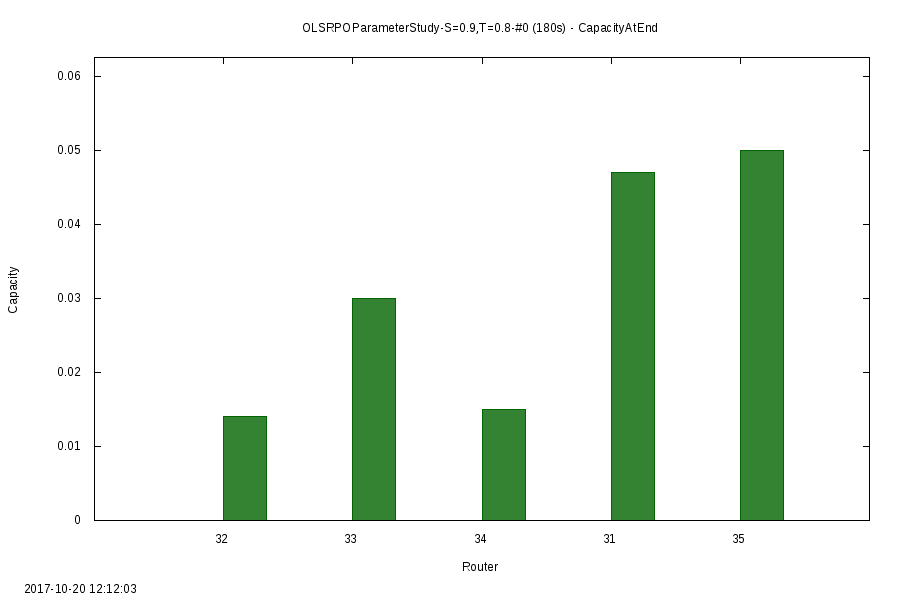 OLSRPOParameterStudy-S=0.9,T=0.8-#0 (180s) - CapacityAtEnd
0.06
0.05
0.04
0.03
0.02
0.01
0
Capacity
32 33 34 31 35
Router
2017-10-20 12:12:03